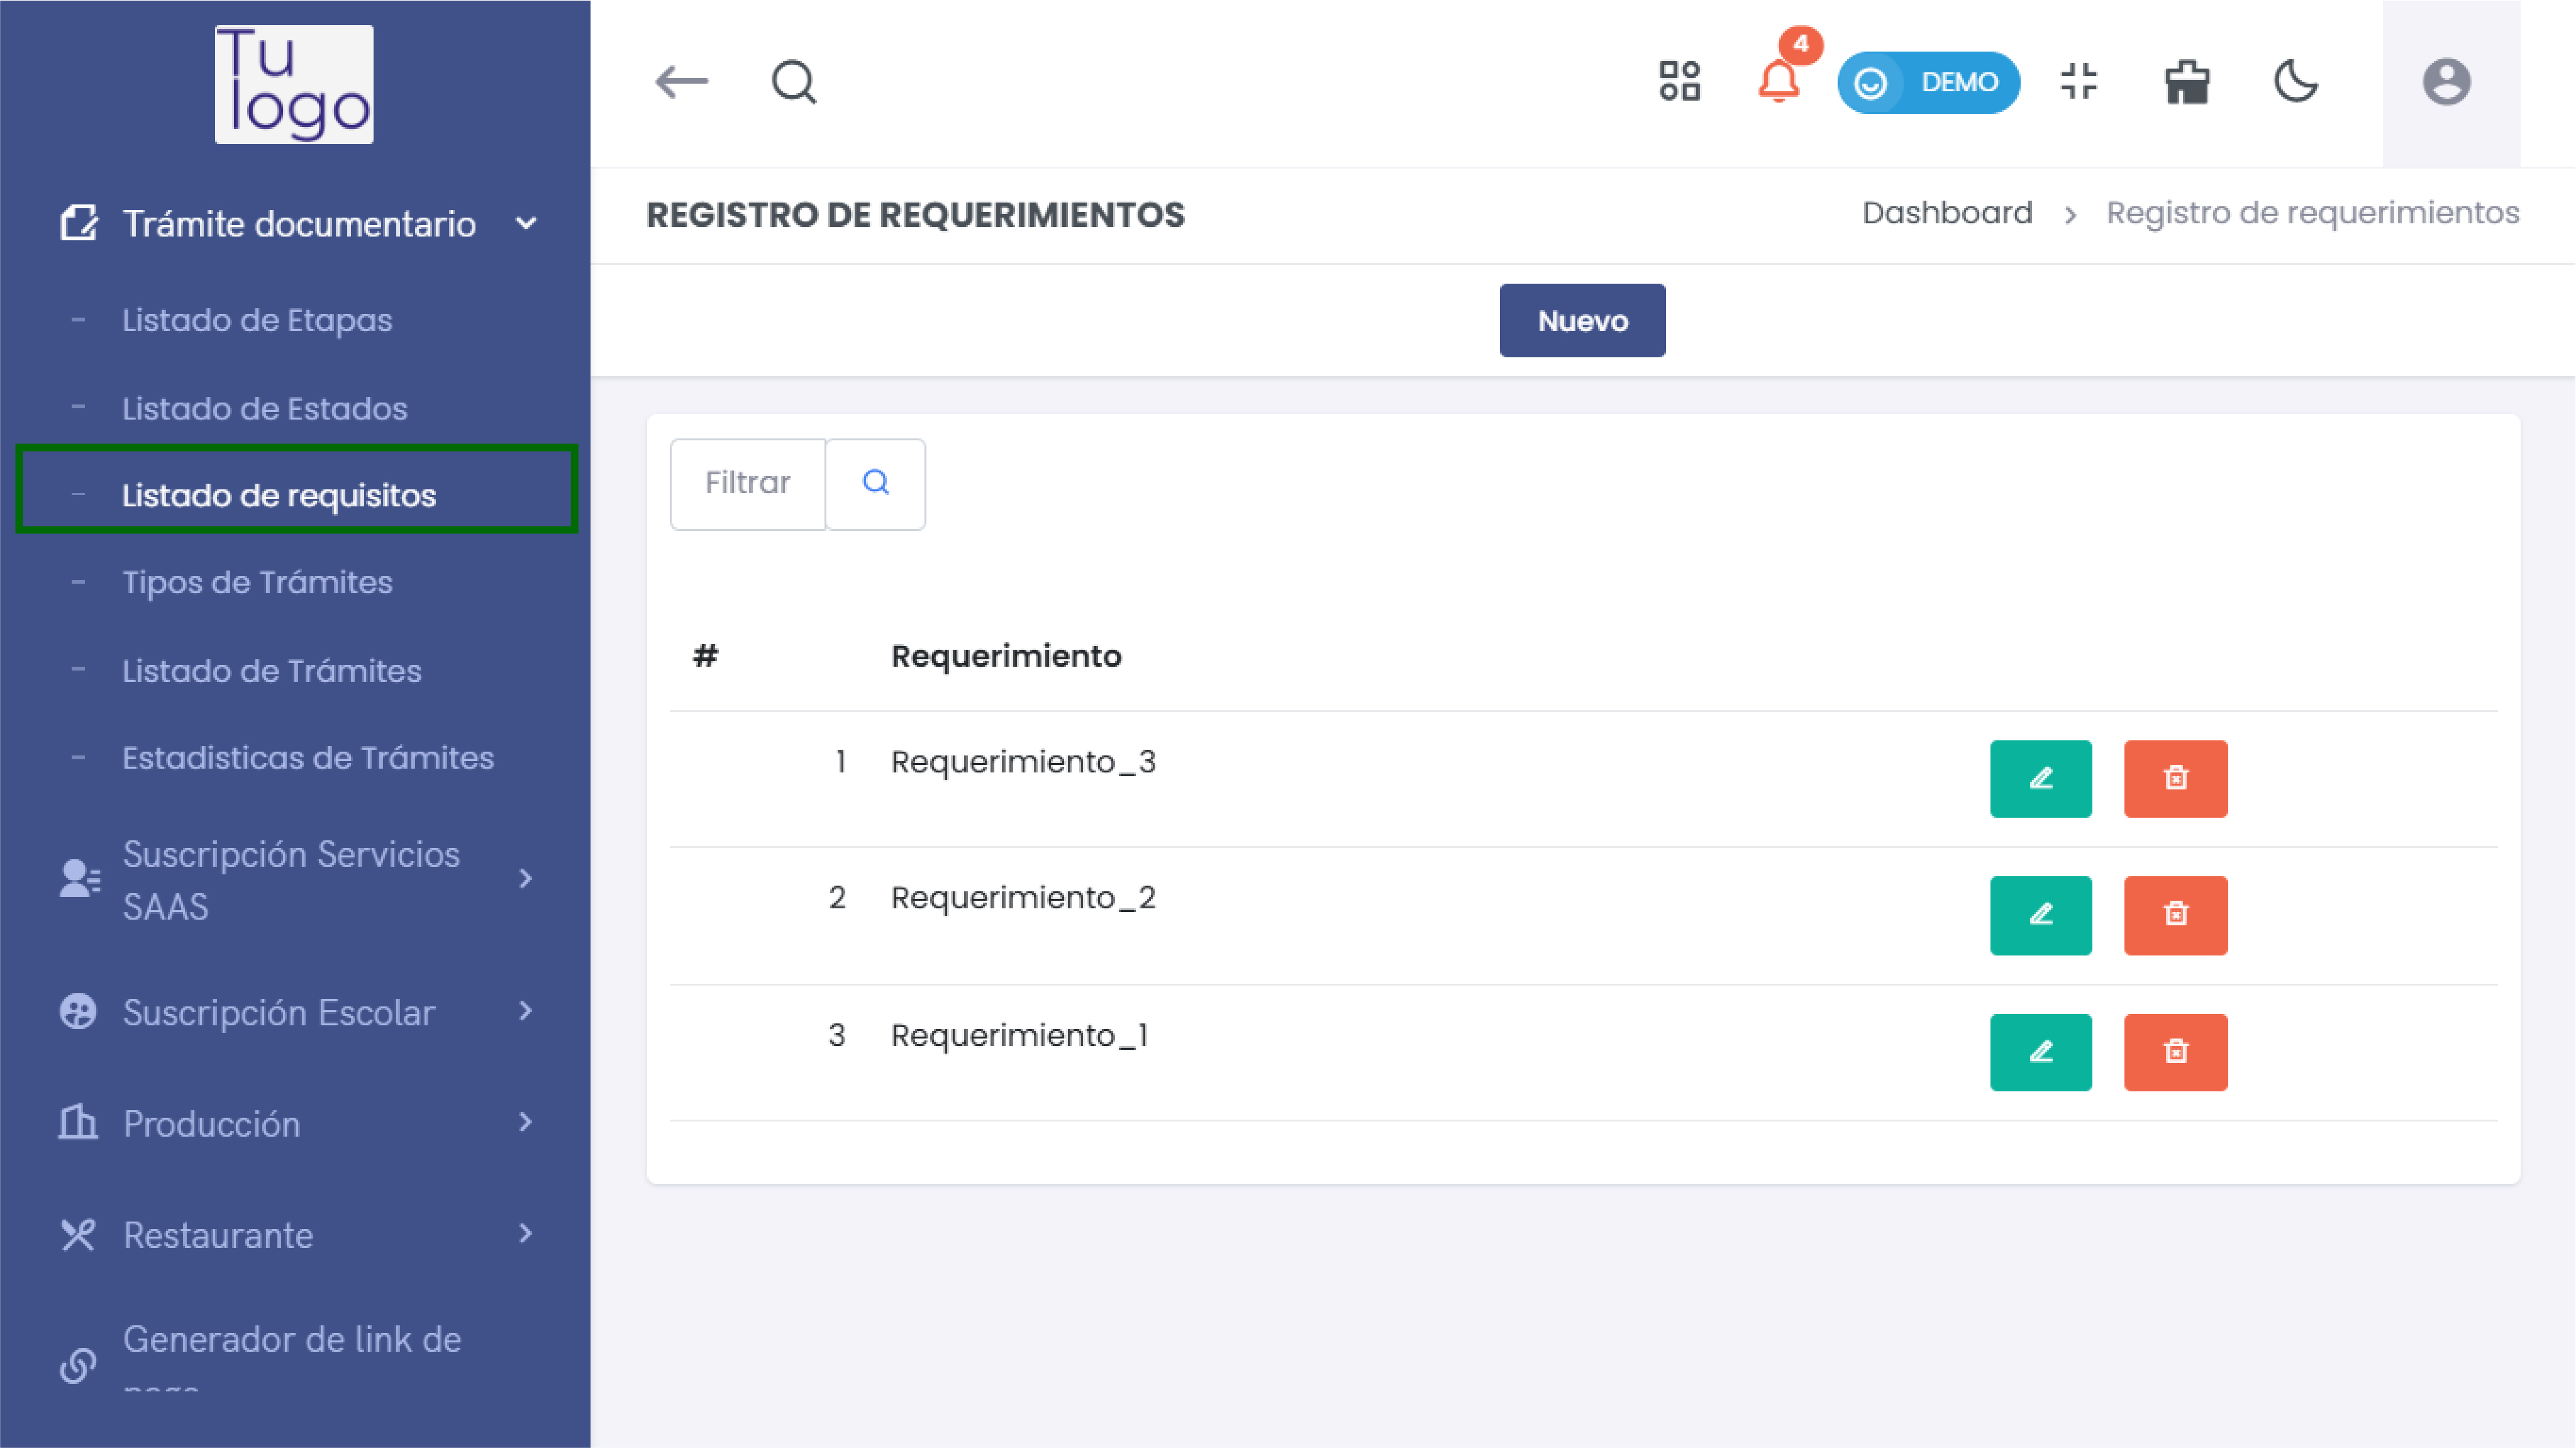 Tu
logo
Trámite documentario
- Listado de Etapas
- Listado de Estados
- Listado de requisitos
- Tipos de Trámites
- Listado de Trámites
- Estadisticas de Trámites
Suscripción Servicios
SAAS
Suscripción Escolar
Producción
Restaurante
Generador de link de
4
DEMO
REGISTRO DE REQUERIMIENTOS
Dashboard > Registro de requerimientos
Nuevo
Filtrar
# Requerimiento
1 Requerimiento_3
2 Requerimiento_2
3 Requerimiento_1